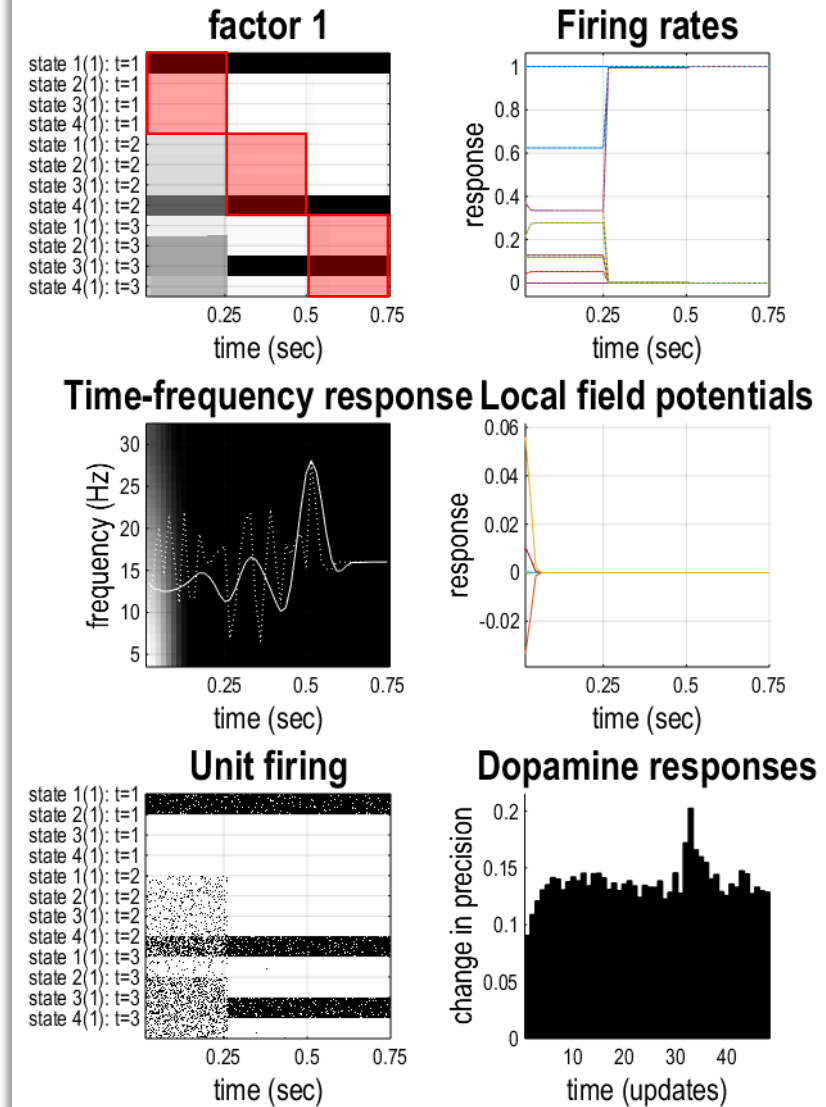 factor 1
state 1(1): t=1
state 2(1): t=1
state 3(1): t=1
state 4(1): t=1
state 1(1): t=2
state 2(1): t=2
state 3(1): t=2
state 4(1): t=2
state 1(1): t=3
state 2(1): t=3
state 3(1): t=3
state 4(1): t=3
0.25 0.5 0.75
time (sec)
Firing rates
response
1
0.8
0.6
0.4
0.2
0
0.25 0.5 0.75
time (sec)
Time-frequency response
frequency (Hz)
30
25
20
15
10
5
0.25 0.5 0.75
time (sec)
Local field potentials
response
0.06
0.04
0.02
0
-0.02
0.25 0.5 0.75
time (sec)
Unit firing
state 1(1): t=1
state 2(1): t=1
state 3(1): t=1
state 4(1): t=1
state 1(1): t=2
state 2(1): t=2
state 3(1): t=2
state 4(1): t=2
state 1(1): t=3
state 2(1): t=3
state 3(1): t=3
state 4(1): t=3
0.25 0.5 0.75
time (sec)
Dopamine responses
change in precision
0.2
0.15
0.1
0.05
0
10 20 30 40
time (updates)